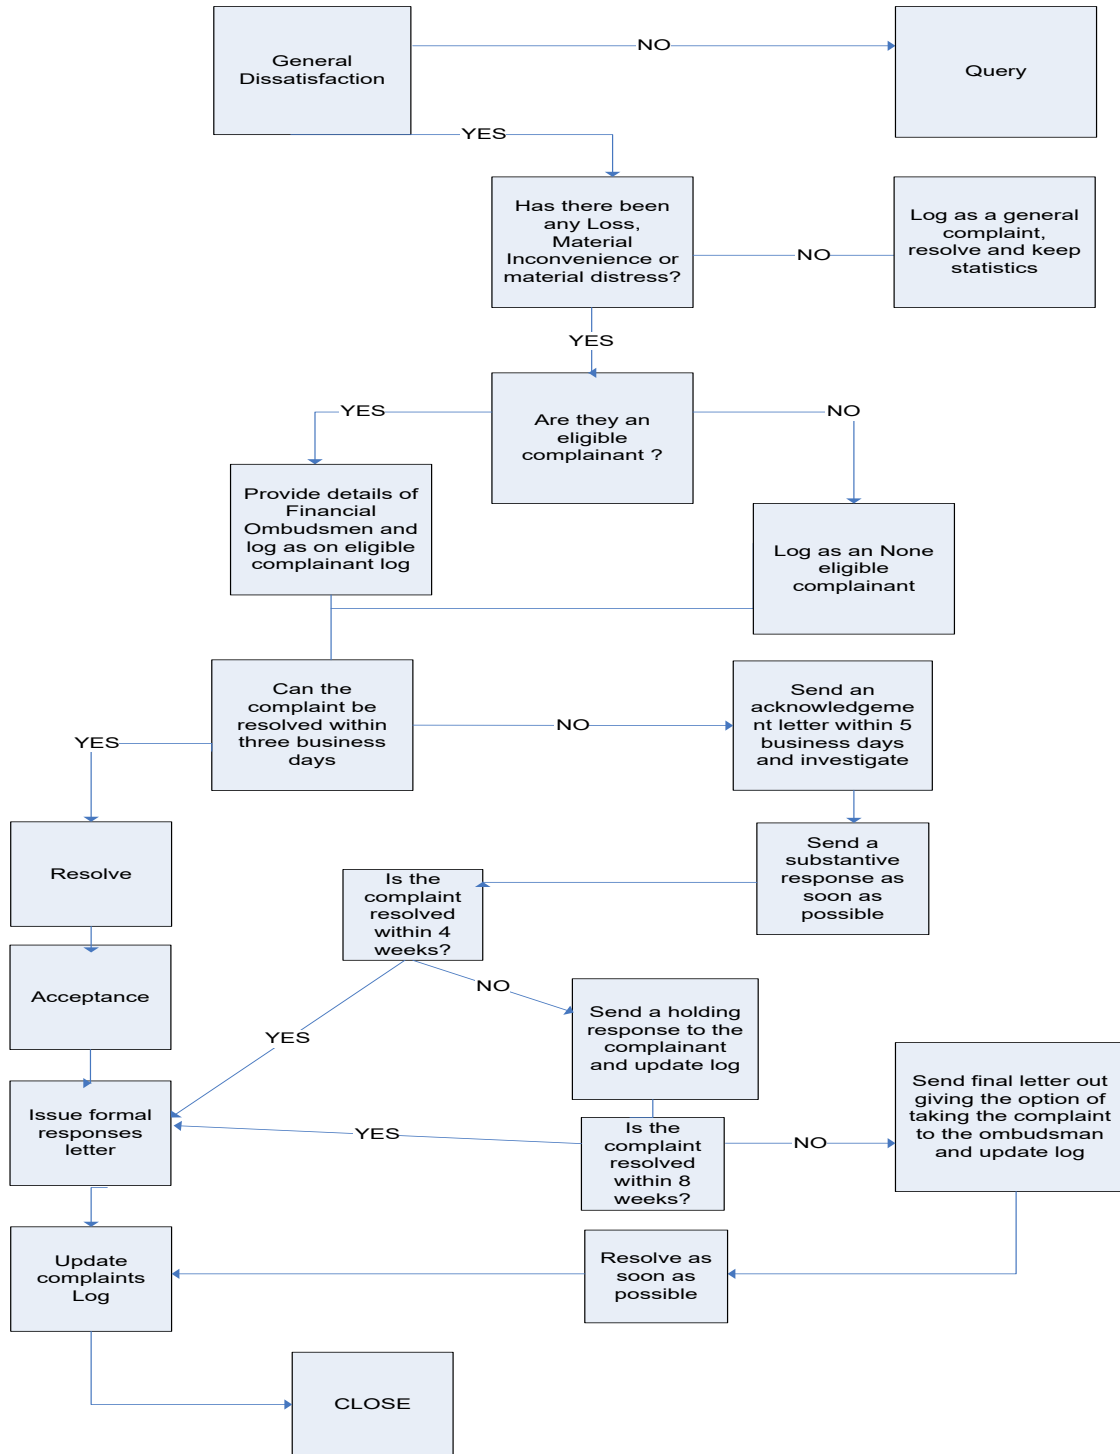 General
Dissatisfaction
NO
Query
YES
Has there been
any Loss,
Material
Inconvenience or
material distress?
NO
Log as a general
complaint,
resolve and keep
statistics
YES
Are they an
eligible
complainant ?
YES
NO
Provide details of
Financial
Ombudsmen and
log as on eligible
complainant log
Log as an None
eligible
complainant
Can the
complaint be
resolved within
three business
days
NO
Send an
acknowledgeme
nt letter within 5
business days
and investigate
YES
Resolve
Send a
substantive
response as
soon as
possible
Is the
complaint
resolved
within 4
weeks?
Acceptance
NO
YES
Send a holding
response to the
complainant
and update log
Send final letter out
giving the option of
taking the complaint
to the ombudsman
and update log
Issue formal
responses
letter
YES
Is the
complaint
resolved
within 8
weeks?
NO
Update
complaints
Log
Resolve as
soon as
possible
CLOSE